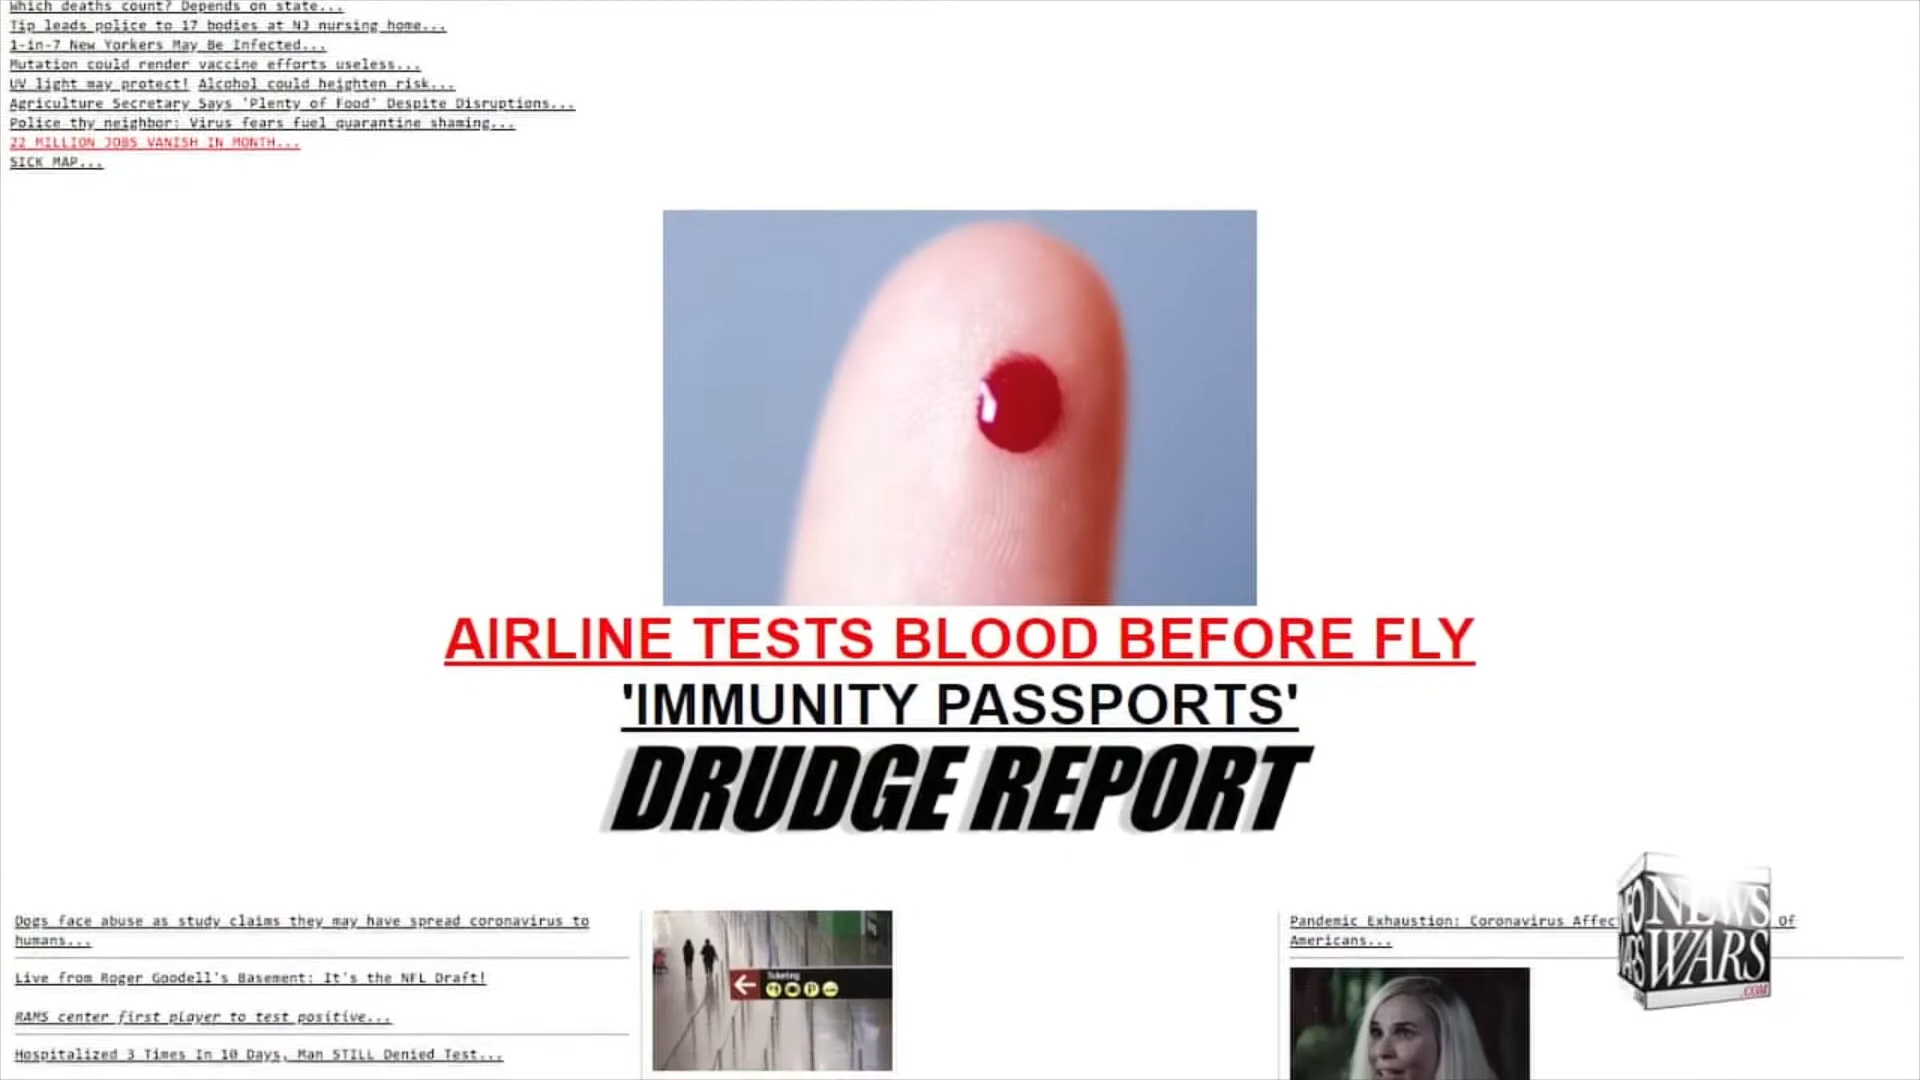 Which deaths count? Depends on state...
Tip leads police to 17 bodies at NJ nursing home...
1-in-7 New Yorkers May Be Infected...
Mutation could render vaccine efforts useless...
UV light may protect! Alcohol could heighten risk...
Agriculture Secretary Says 'Plenty of Food' Despite Disruptions...
Police thy neighbor: Virus fears fuel quarantine shaming...
22 MILLION JOBS VANISH IN MONTH...
SICK MAP...
AIRLINE TESTS BLOOD BEFORE FLY
'IMMUNITY PASSPORTS'
DRUDGE REPORT
Dogs face abuse as study claims they may have spread coronavirus to
humans...
Live from Roger Goodell's Basement: It's the NFL Draft!
RAMS center first player to test positive...
Hospitalized 3 Times In 10 Days, Man STILL Denied Test...
Ticketing
Pandemic Exhaustion: Coronavirus Affec Of
Americans...
NEWS
WARS
.COM